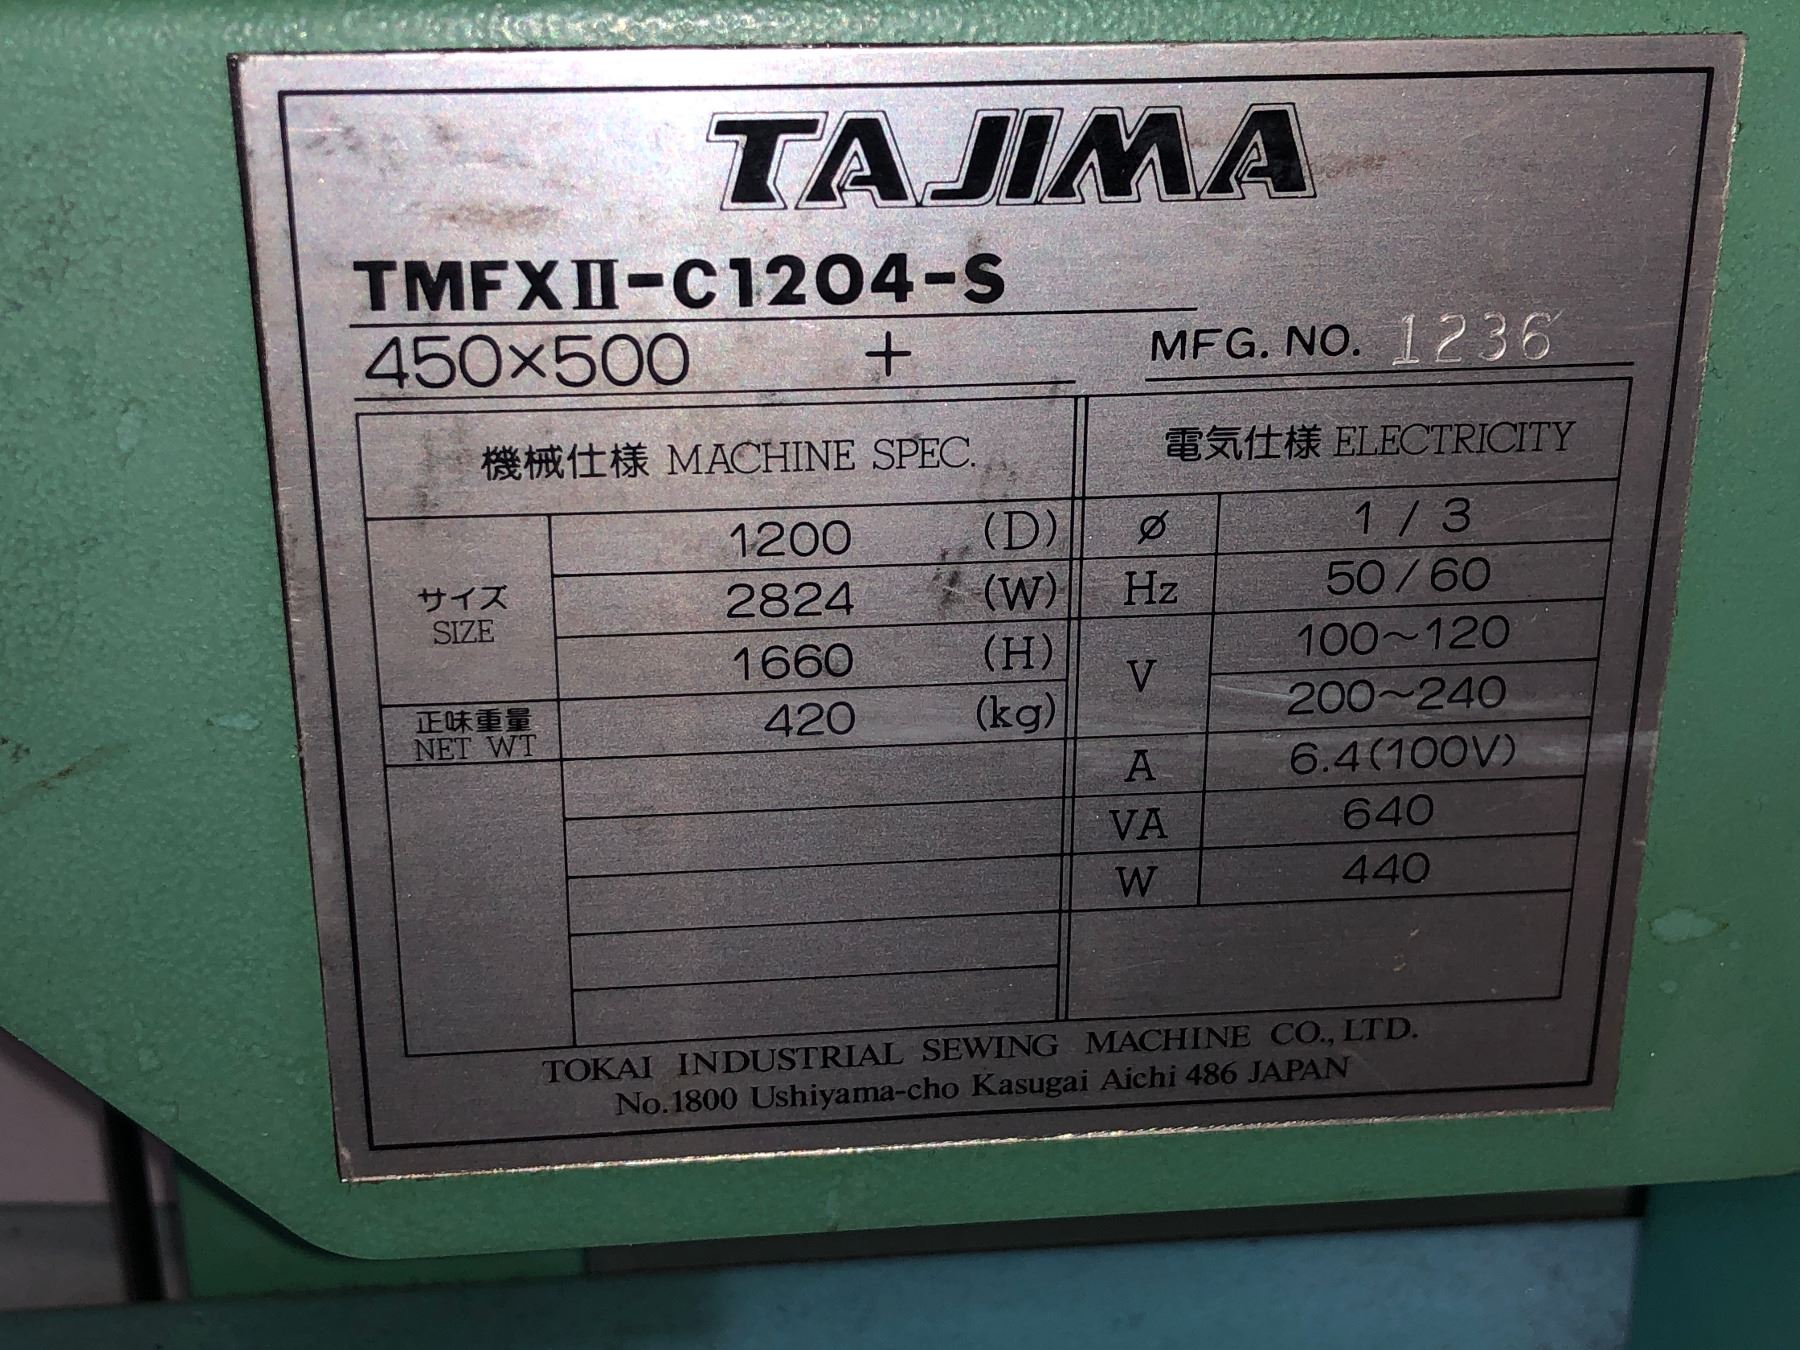 TAJIMA
TMFXⅡ-C1204-S
450×500 +
MFG. NO. 1236
機械仕様 MACHINE SPEC.
電気仕様 ELECTRICITY
サイズ
SIZE
1200 (D)
2824 (W)
1660 (H)
正味重量
NET WT
420 (kg)
ø 1 / 3
Hz 50/60
V 100~120
200~240
A 6.4(100V)
VA 640
W 440
TOKAI INDUSTRIAL SEWING MACHINE CO., LTD.
No.1800 Ushiyama-cho Kasugai Aichi 486 JAPAN